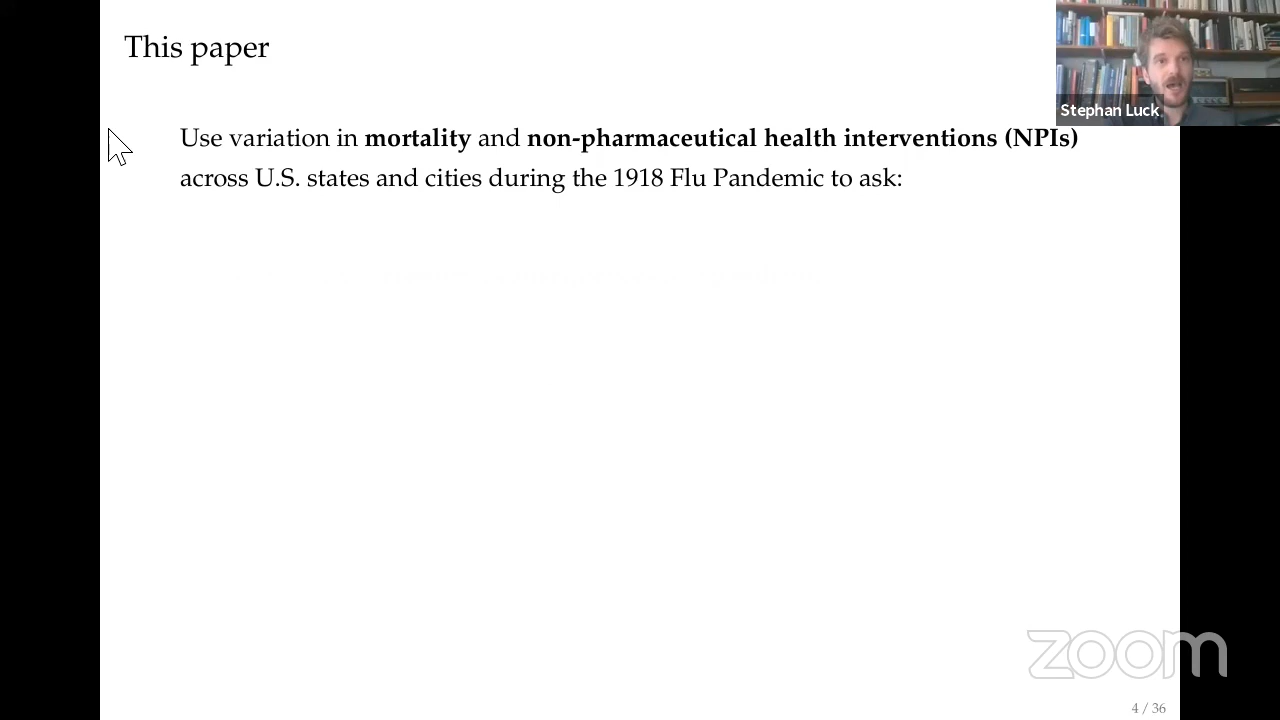 This paper
Stephan Luck
Use variation in mortality and non-pharmaceutical health interventions (NPIs)
across U.S. states and cities during the 1918 Flu Pandemic to ask:
zoom
4 / 36